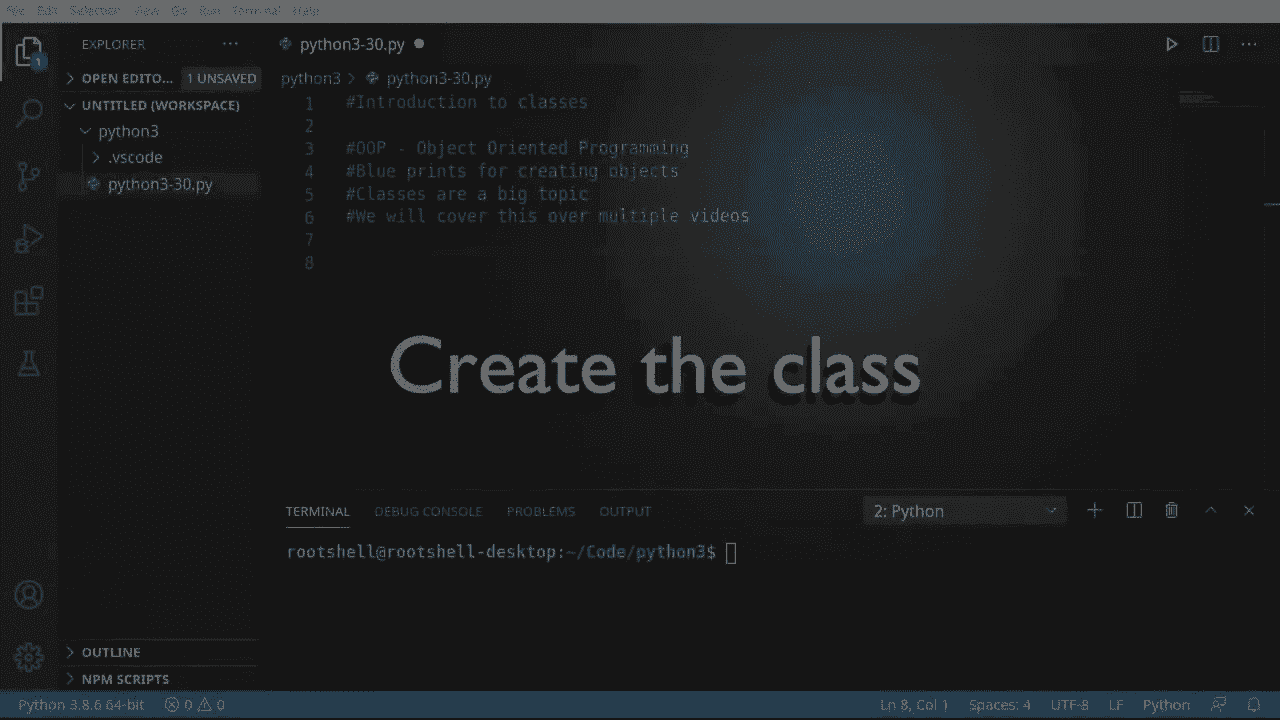 File Edit Selection View Go Run Terminal Help
EXPLORER ...
python3-30.py
OPEN EDITO... 1 UNSAVED
python3 > python3-30.py
UNTITLED (WORKSPACE)
python3
.vscode
python3-30.py
1 #Introduction to classes
2
3 #OOP - Object Oriented Programming
4 #Blue prints for creating objects
5 #Classes are a big topic
6 #We will cover this over multiple videos
7
8
Create the class
TERMINAL DEBUG CONSOLE PROBLEMS OUTPUT 2: Python
rootshell@rootshell-desktop:~/Code/python3$
OUTLINE
NPM SCRIPTS
Python 3.8.6 64-bit 0 0 Ln 8, Col 1 Spaces: 4 UTF-8 LF Python